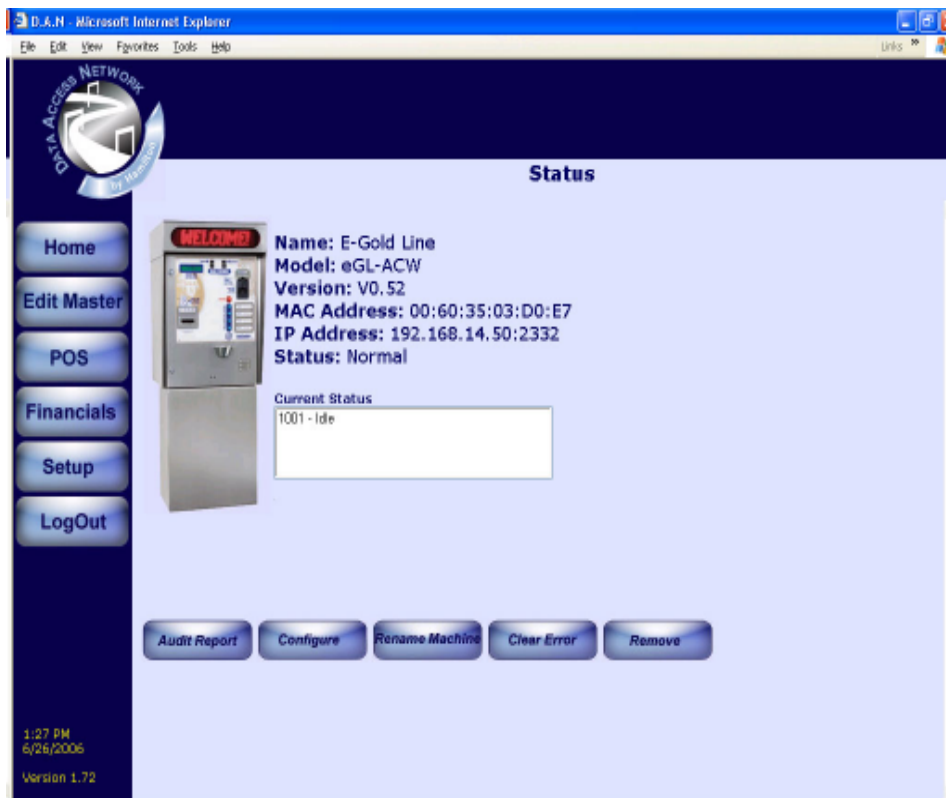 D.A.N - Microsoft Internet Explorer
File Edit View Favorites Tools Help
Links »
DATA ACCESS NETWORK
by Hamilton
Status
WELCOME!
Name: E-Gold Line
Model: eGL-ACW
Version: V0.52
MAC Address: 00:60:35:03:D0:E7
IP Address: 192.168.14.50:2332
Status: Normal
Current Status
1001 - Idle
Home
Edit Master
POS
Financials
Setup
LogOut
Audit Report
Configure
Rename Machine
Clear Error
Remove
1:27 PM
6/26/2006
Version 1.72